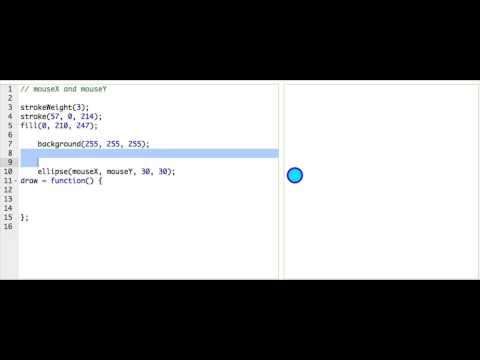 1 // mouseX and mouseY
2
3 strokeWeight(3);
4 stroke(57, 0, 214);
5 fill(0, 210, 247);
6
7 background(255, 255, 255);
8
9
10 ellipse(mouseX, mouseY, 30, 30);
11 draw = function() {
12
13
14
15 };
16